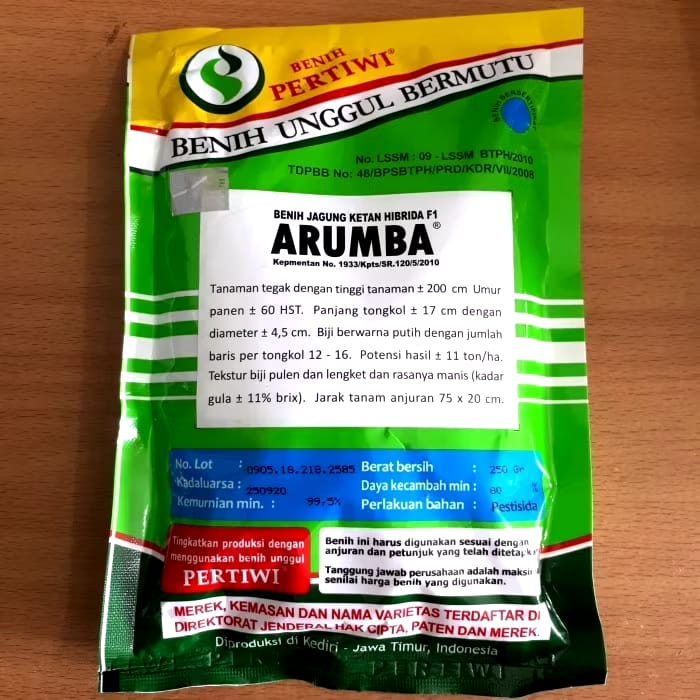 BENIH
PERTIWI®
BENIH UNGGUL BERMUTU
BENIH BERSERTIFIKAT
No. LSSM : 09 - LSSM BTPH/2010
TDPBB No: 48/BPSBTPH/PRD/KDR/VII/2008
BENIH JAGUNG KETAN HIBRIDA F1
ARUMBA®
Kepmentan No. 1933/Kpts/SR.120/5/2010
Tanaman tegak dengan tinggi tanaman ± 200 cm Umur
panen ± 60 HST. Panjang tongkol ± 17 cm dengan
diameter ± 4,5 cm. Biji berwarna putih dengan jumlah
baris per tongkol 12 - 16. Potensi hasil ± 11 ton/ha.
Tekstur biji pulen dan lengket dan rasanya manis (kadar
gula ± 11% brix). Jarak tanam anjuran 75 x 20 cm.
No. Lot : 0905.18.218.2585 Berat bersih : 250 Gr
Kadaluarsa : 250920 Daya kecambah min : 80 %
Kemurnian min. : 99,5% Perlakuan bahan : Pestisida
Tingkatkan produksi dengan
menggunakan benih unggul
PERTIWI®
Benih ini harus digunakan sesuai dengan
anjuran dan petunjuk yang telah
Tanggung jawab perusahaan adalah
senilai harga benih yang digunakan.
MEREK, KEMASAN DAN NAMA VARIETAS TERDAFTAR DI
DIREKTORAT JENDERAL HAK CIPTA, PATEN DAN MEREK.
Diproduksi di Kediri - Jawa Timur, Indonesia